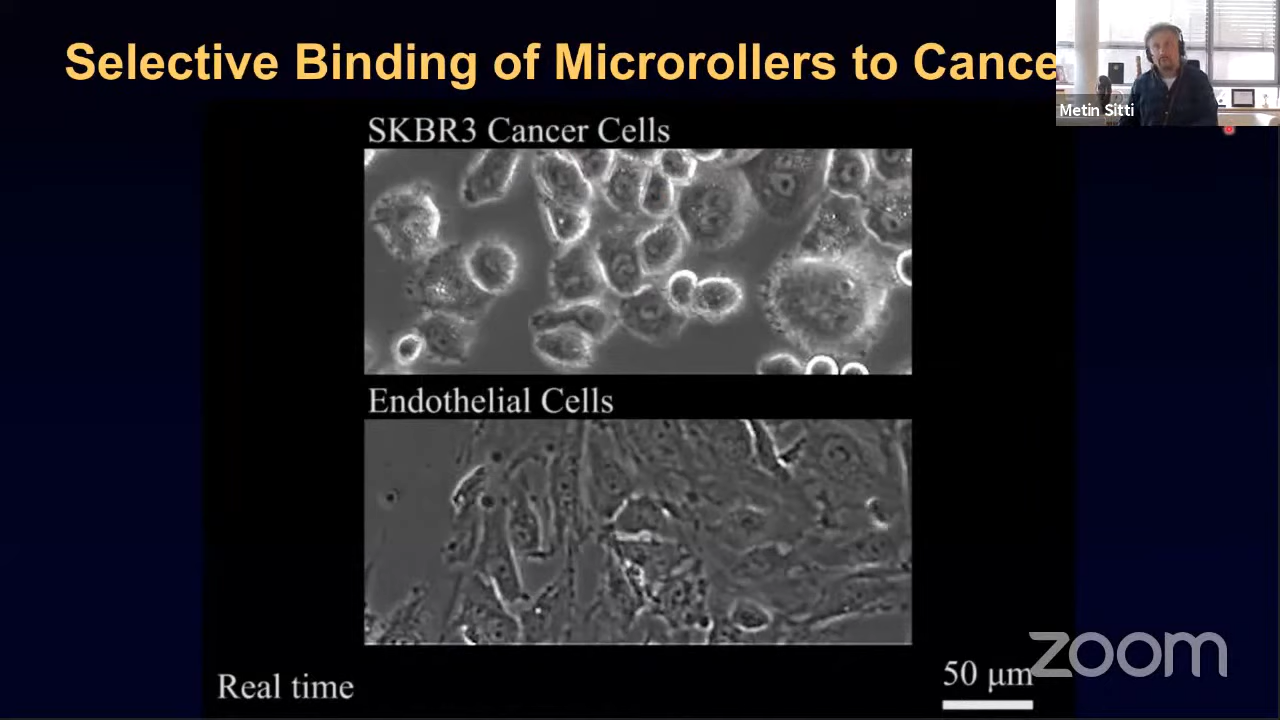 Selective Binding of Microrollers to Cance
Metin Sitti
SKBR3 Cancer Cells
Endothelial Cells
Real time
50 μm
zoom